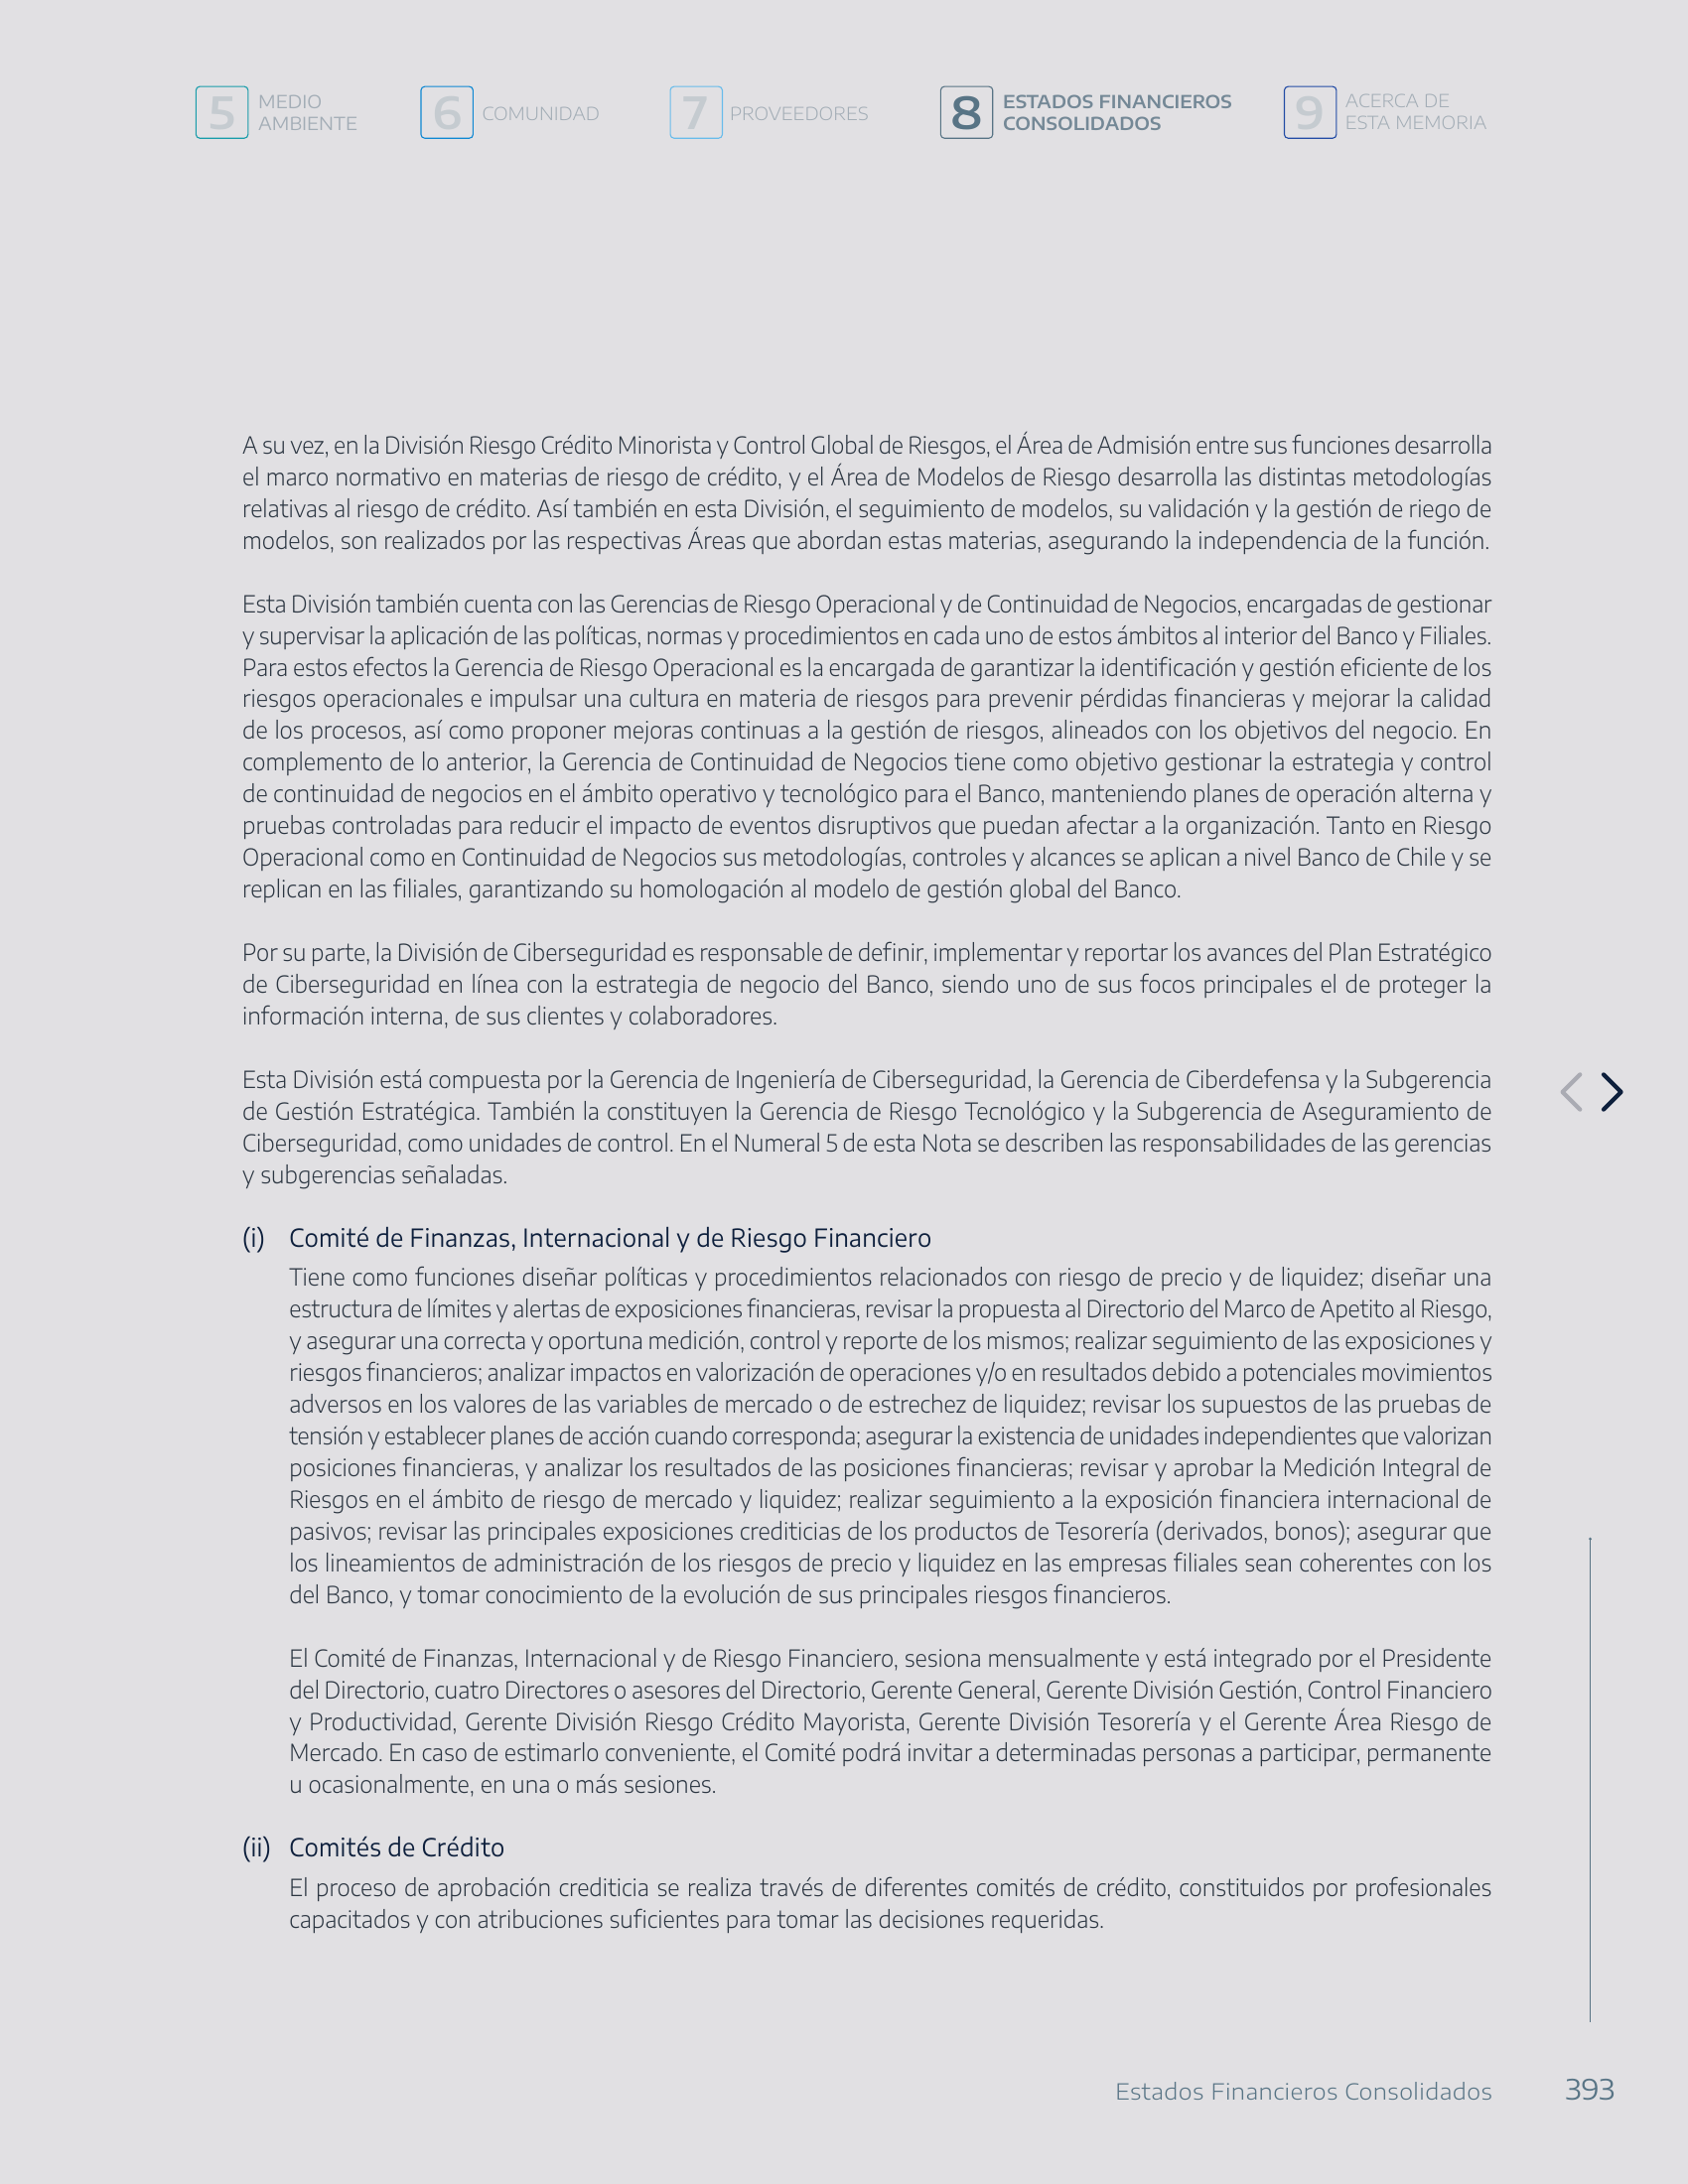 5 MEDIO AMBIENTE
6 COMUNIDAD
7 PROVEEDORES
8 ESTADOS FINANCIEROS CONSOLIDADOS
9 ACERCA DE ESTA MEMORIA
A su vez, en la División Riesgo Crédito Minorista y Control Global de Riesgos, el Área de Admisión entre sus funciones desarrolla
el marco normativo en materias de riesgo de crédito, y el Área de Modelos de Riesgo desarrolla las distintas metodologías
relativas al riesgo de crédito. Así también en esta División, el seguimiento de modelos, su validación y la gestión de riego de
modelos, son realizados por las respectivas Áreas que abordan estas materias, asegurando la independencia de la función.
Esta División también cuenta con las Gerencias de Riesgo Operacional y de Continuidad de Negocios, encargadas de gestionar
y supervisar la aplicación de las políticas, normas y procedimientos en cada uno de estos ámbitos al interior del Banco y Filiales.
Para estos efectos la Gerencia de Riesgo Operacional es la encargada de garantizar la identificación y gestión eficiente de los
riesgos operacionales e impulsar una cultura en materia de riesgos para prevenir pérdidas financieras y mejorar la calidad
de los procesos, así como proponer mejoras continuas a la gestión de riesgos, alineados con los objetivos del negocio. En
complemento de lo anterior, la Gerencia de Continuidad de Negocios tiene como objetivo gestionar la estrategia y control
de continuidad de negocios en el ámbito operativo y tecnológico para el Banco, manteniendo planes de operación alterna y
pruebas controladas para reducir el impacto de eventos disruptivos que puedan afectar a la organización. Tanto en Riesgo
Operacional como en Continuidad de Negocios sus metodologías, controles y alcances se aplican a nivel Banco de Chile y se
replican en las filiales, garantizando su homologación al modelo de gestión global del Banco.
Por su parte, la División de Ciberseguridad es responsable de definir, implementar y reportar los avances del Plan Estratégico
de Ciberseguridad en línea con la estrategia de negocio del Banco, siendo uno de sus focos principales el de proteger la
información interna, de sus clientes y colaboradores.
Esta División está compuesta por la Gerencia de Ingeniería de Ciberseguridad, la Gerencia de Ciberdefensa y la Subgerencia
de Gestión Estratégica. También la constituyen la Gerencia de Riesgo Tecnológico y la Subgerencia de Aseguramiento de
Ciberseguridad, como unidades de control. En el Numeral 5 de esta Nota se describen las responsabilidades de las gerencias
y subgerencias señaladas.
(i) Comité de Finanzas, Internacional y de Riesgo Financiero
Tiene como funciones diseñar políticas y procedimientos relacionados con riesgo de precio y de liquidez; diseñar una
estructura de límites y alertas de exposiciones financieras, revisar la propuesta al Directorio del Marco de Apetito al Riesgo,
y asegurar una correcta y oportuna medición, control y reporte de los mismos; realizar seguimiento de las exposiciones y
riesgos financieros; analizar impactos en valorización de operaciones y/o en resultados debido a potenciales movimientos
adversos en los valores de las variables de mercado o de estrechez de liquidez; revisar los supuestos de las pruebas de
tensión y establecer planes de acción cuando corresponda; asegurar la existencia de unidades independientes que valorizan
posiciones financieras, y analizar los resultados de las posiciones financieras; revisar y aprobar la Medición Integral de
Riesgos en el ámbito de riesgo de mercado y liquidez; realizar seguimiento a la exposición financiera internacional de
pasivos; revisar las principales exposiciones crediticias de los productos de Tesorería (derivados, bonos); asegurar que
los lineamientos de administración de los riesgos de precio y liquidez en las empresas filiales sean coherentes con los
del Banco, y tomar conocimiento de la evolución de sus principales riesgos financieros.
El Comité de Finanzas, Internacional y de Riesgo Financiero, sesiona mensualmente y está integrado por el Presidente
del Directorio, cuatro Directores o asesores del Directorio, Gerente General, Gerente División Gestión, Control Financiero
y Productividad, Gerente División Riesgo Crédito Mayorista, Gerente División Tesorería y el Gerente Área Riesgo de
Mercado. En caso de estimarlo conveniente, el Comité podrá invitar a determinadas personas a participar, permanente
u ocasionalmente, en una o más sesiones.
(ii) Comités de Crédito
El proceso de aprobación crediticia se realiza través de diferentes comités de crédito, constituidos por profesionales
capacitados y con atribuciones suficientes para tomar las decisiones requeridas.
Estados Financieros Consolidados 393